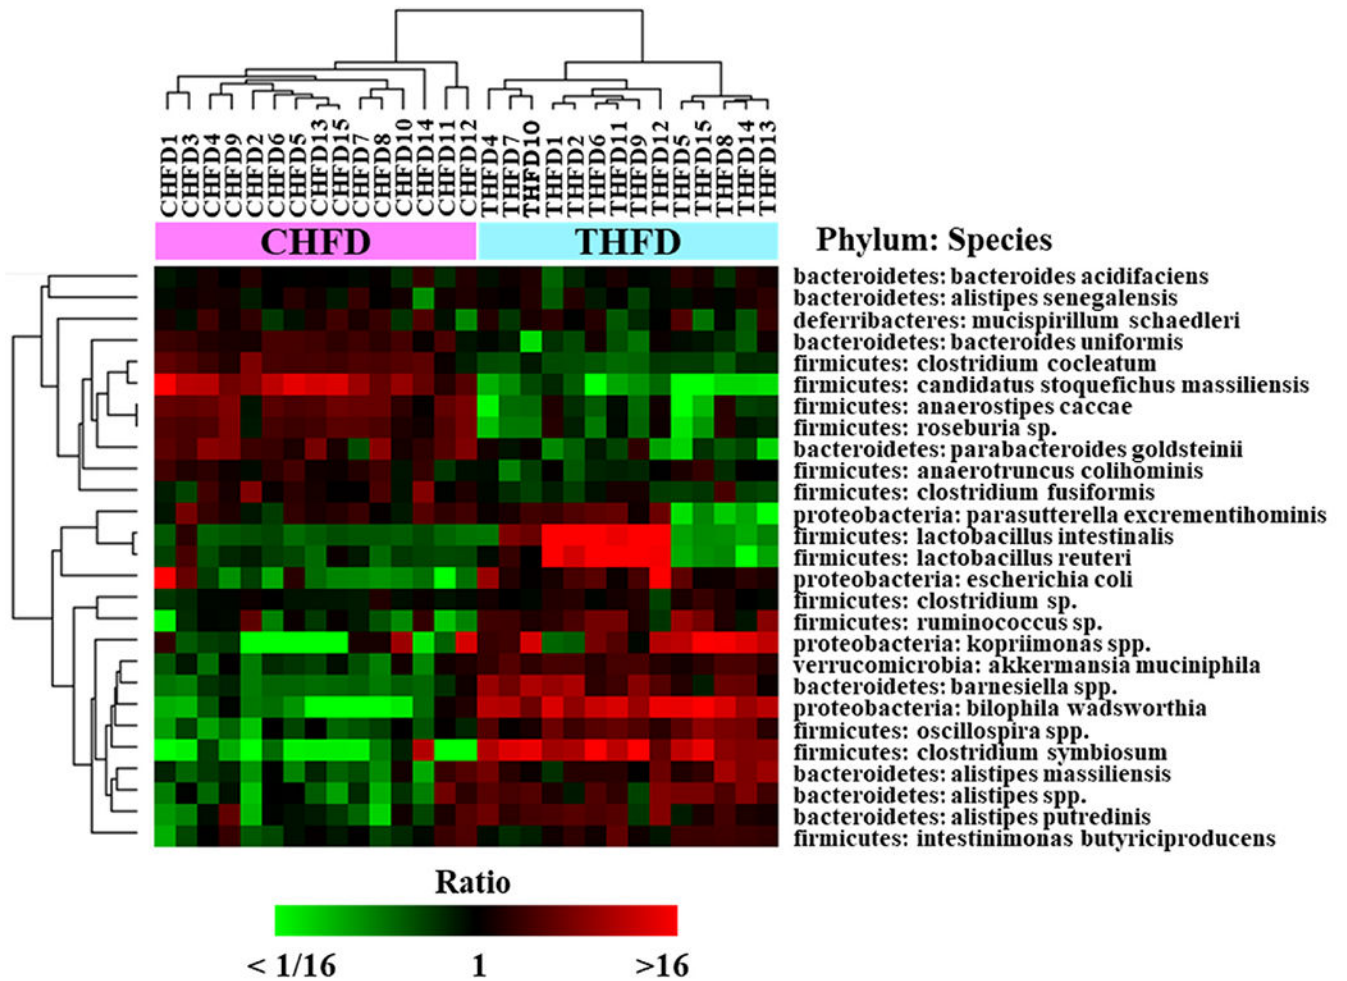 CHFD1
CHFD3
CHFD4
CHFD9
CHFD2
CHFD6
CHFD5
CHFD13
CHFD15
CHFD7
CHFD8
CHFD10
CHFD14
CHFD11
CHFD12
THFD4
THFD7
THFD10
THFD1
THFD2
THFD6
THFD11
THFD9
THFD12
THFD5
THFD15
THFD8
THFD14
THFD13
CHFD THFD Phylum: Species
bacteroidetes: bacteroides acidifaciens
bacteroidetes: alistipes senegalensis
deferribacteres: mucispirillum schaedleri
bacteroidetes: bacteroides uniformis
firmicutes: clostridium cocleatum
firmicutes: candidatus stoquefichus massiliensis
firmicutes: anaerostipes caccae
firmicutes: roseburia sp.
bacteroidetes: parabacteroides goldsteinii
firmicutes: anaerotruncus colihominis
firmicutes: clostridium fusiformis
proteobacteria: parasutterella excrementihominis
firmicutes: lactobacillus intestinalis
firmicutes: lactobacillus reuteri
proteobacteria: escherichia coli
firmicutes: clostridium sp.
firmicutes: ruminococcus sp.
proteobacteria: kopriimonas spp.
verrucomicrobia: akkermansia muciniphila
bacteroidetes: barnesiella spp.
proteobacteria: bilophila wadsworthia
firmicutes: oscillospira spp.
firmicutes: clostridium symbiosum
bacteroidetes: alistipes massiliensis
bacteroidetes: alistipes spp.
bacteroidetes: alistipes putredinis
firmicutes: intestinimonas butyriciproducens
Ratio
< 1/16 1 >16